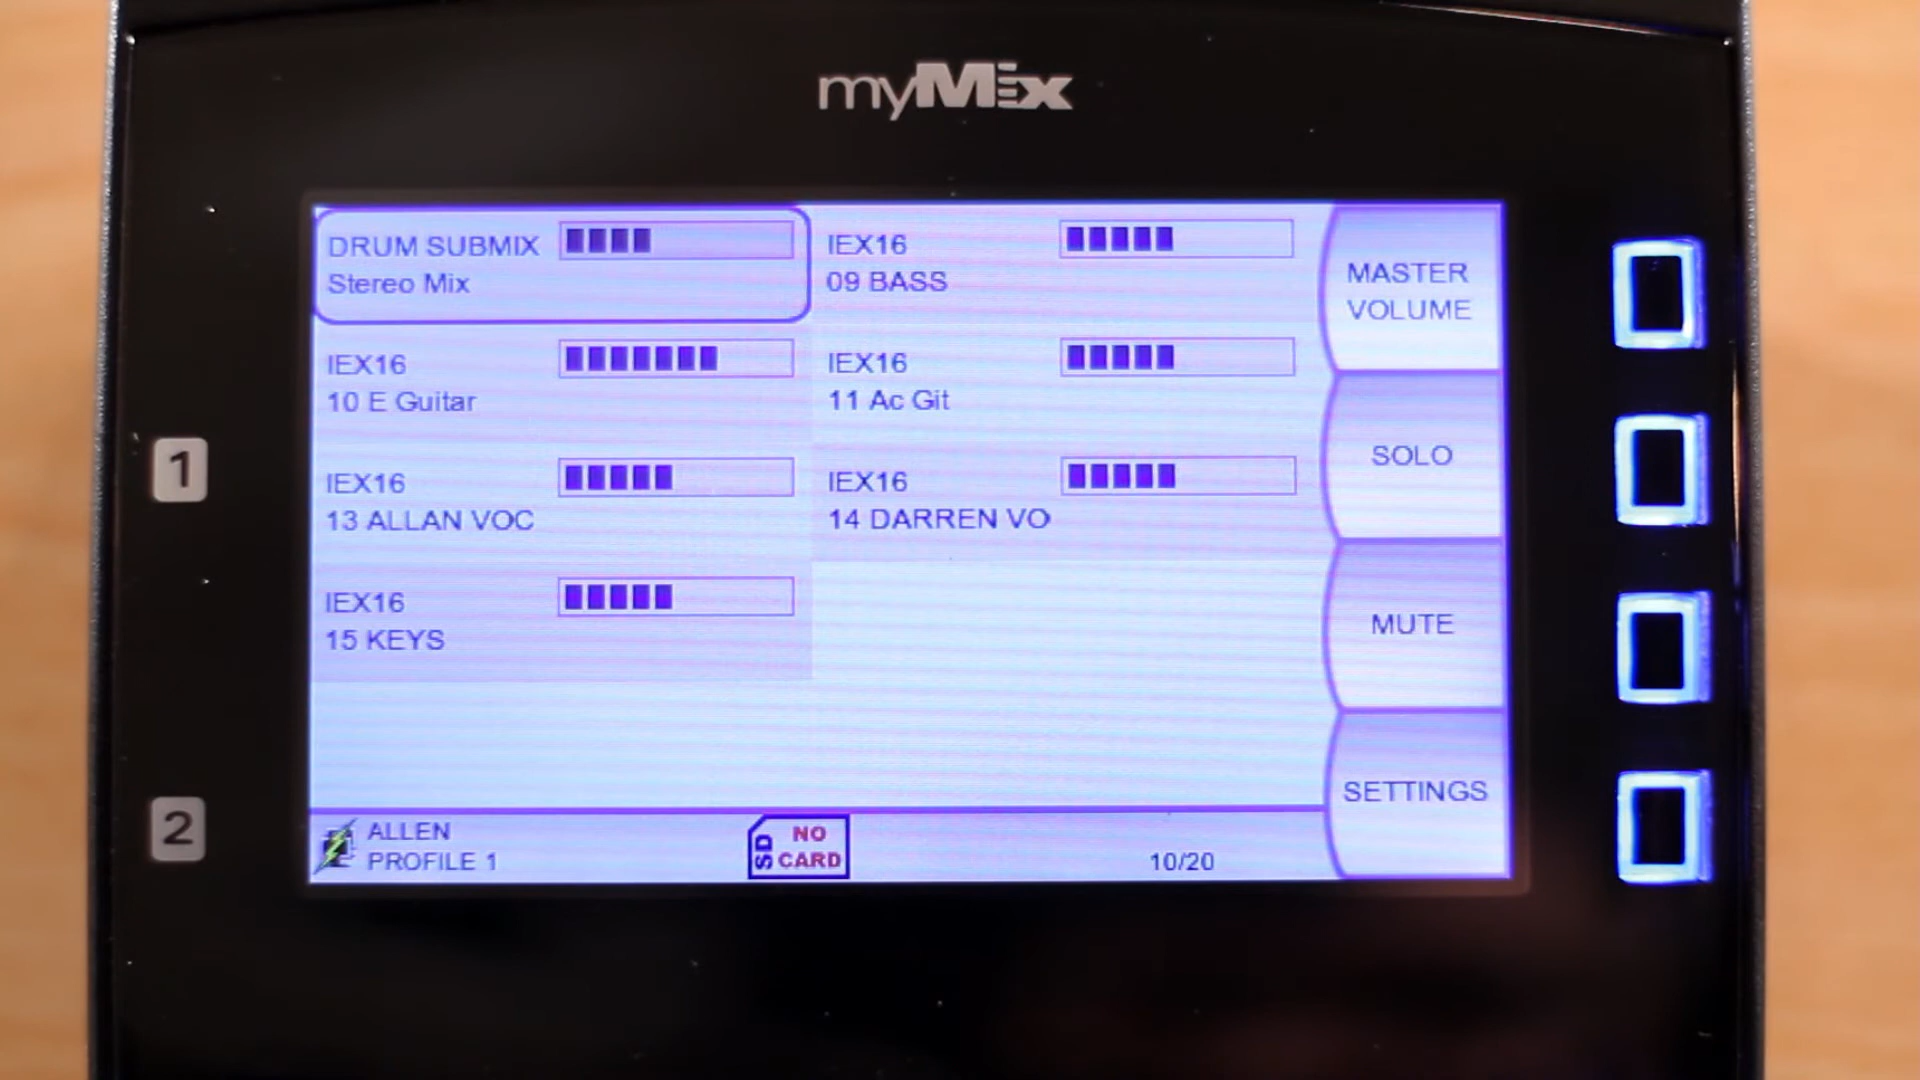 myMix
DRUM SUBMIX
Stereo Mix
IEX16
09 BASS
IEX16
10 E Guitar
IEX16
11 Ac Git
IEX16
13 ALLAN VOC
IEX16
14 DARREN VO
IEX16
15 KEYS
MASTER
VOLUME
SOLO
MUTE
SETTINGS
1
2
ALLEN
PROFILE 1
SD
NO
CARD
10/20